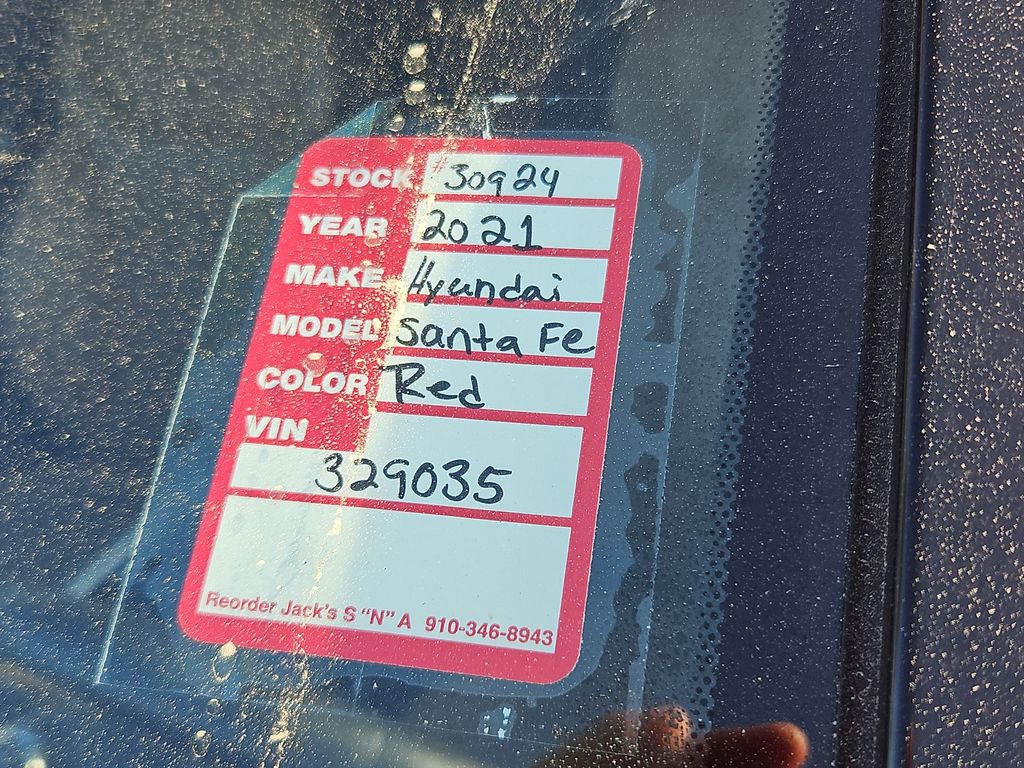 STOCK #30924
YEAR 2021
MAKE Hyundai
MODEL Santa Fe
COLOR Red
VIN
329035
Reorder Jack's S "N" A 910-346-8943